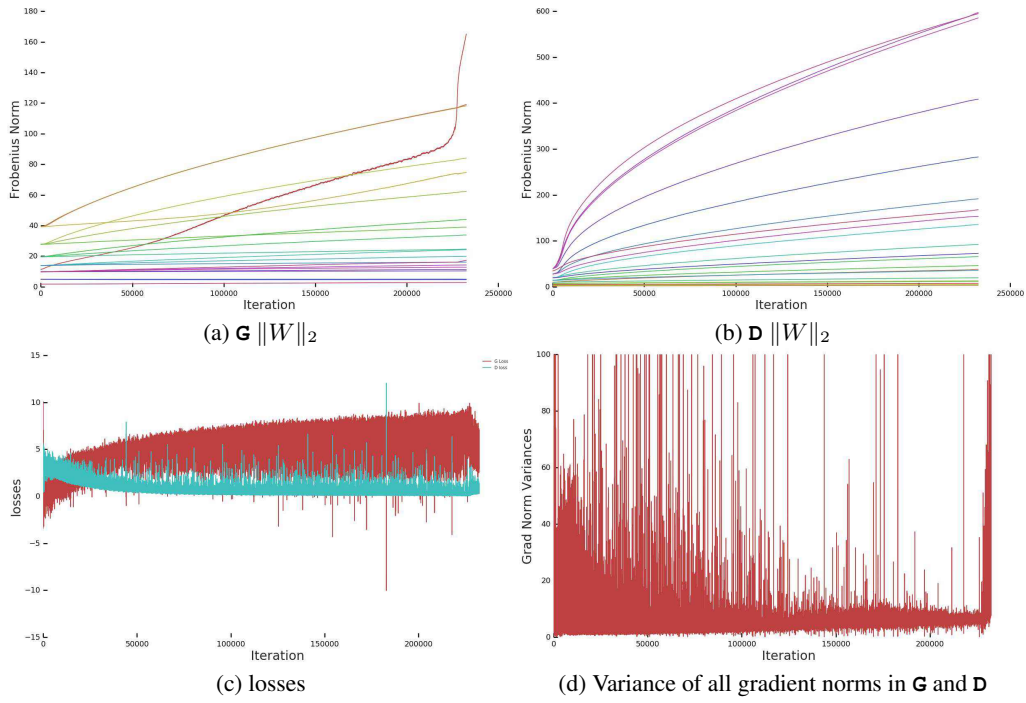 180
160
140
120
100
80
60
40
20
0
Frobenius Norm
0 50000 100000 150000 200000 250000
Iteration
(a) G ‖W‖₂
600
500
400
300
200
100
0
Frobenius Norm
0 50000 100000 150000 200000 250000
Iteration
(b) D ‖W‖₂
15
10
5
0
−5
−10
−15
losses
G Loss
D loss
0 50000 100000 150000 200000
Iteration
(c) losses
100
80
60
40
20
0
Grad Norm Variances
0 50000 100000 150000 200000
Iteration
(d) Variance of all gradient norms in G and D